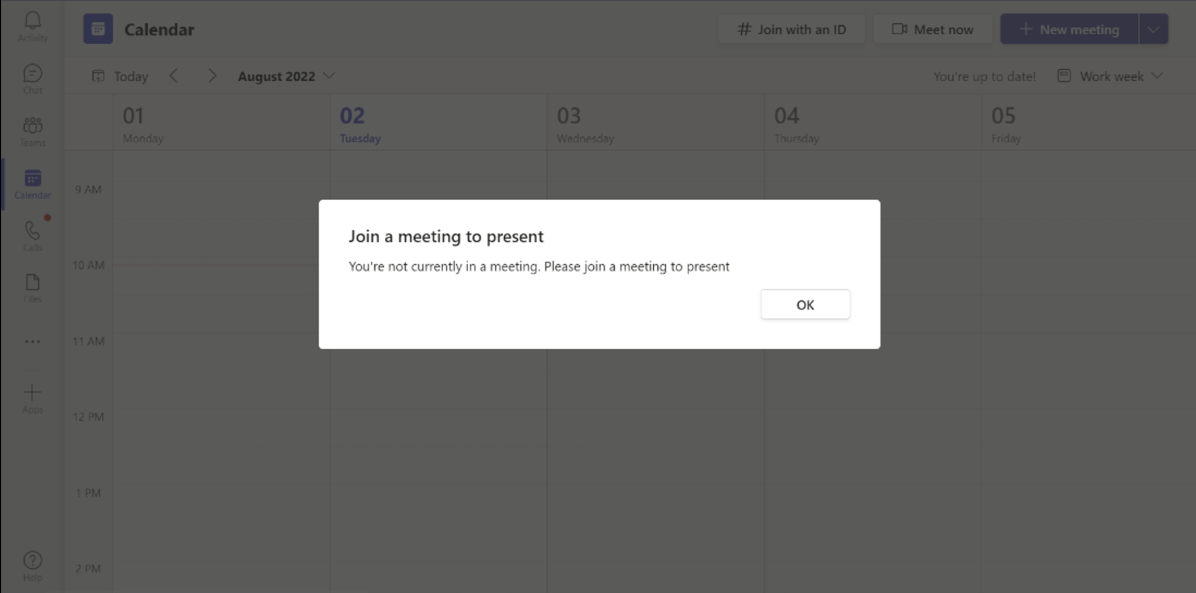 Activity
Calendar
Join with an ID
Meet now
New meeting
Chat
Today
August 2022
You're up to date!
Work week
Teams
01
Monday
02
Tuesday
03
Wednesday
04
Thursday
05
Friday
Calendar
9 AM
Calls
10 AM
Files
11 AM
Join a meeting to present
You're not currently in a meeting. Please join a meeting to present
OK
Apps
12 PM
1 PM
Help
2 PM